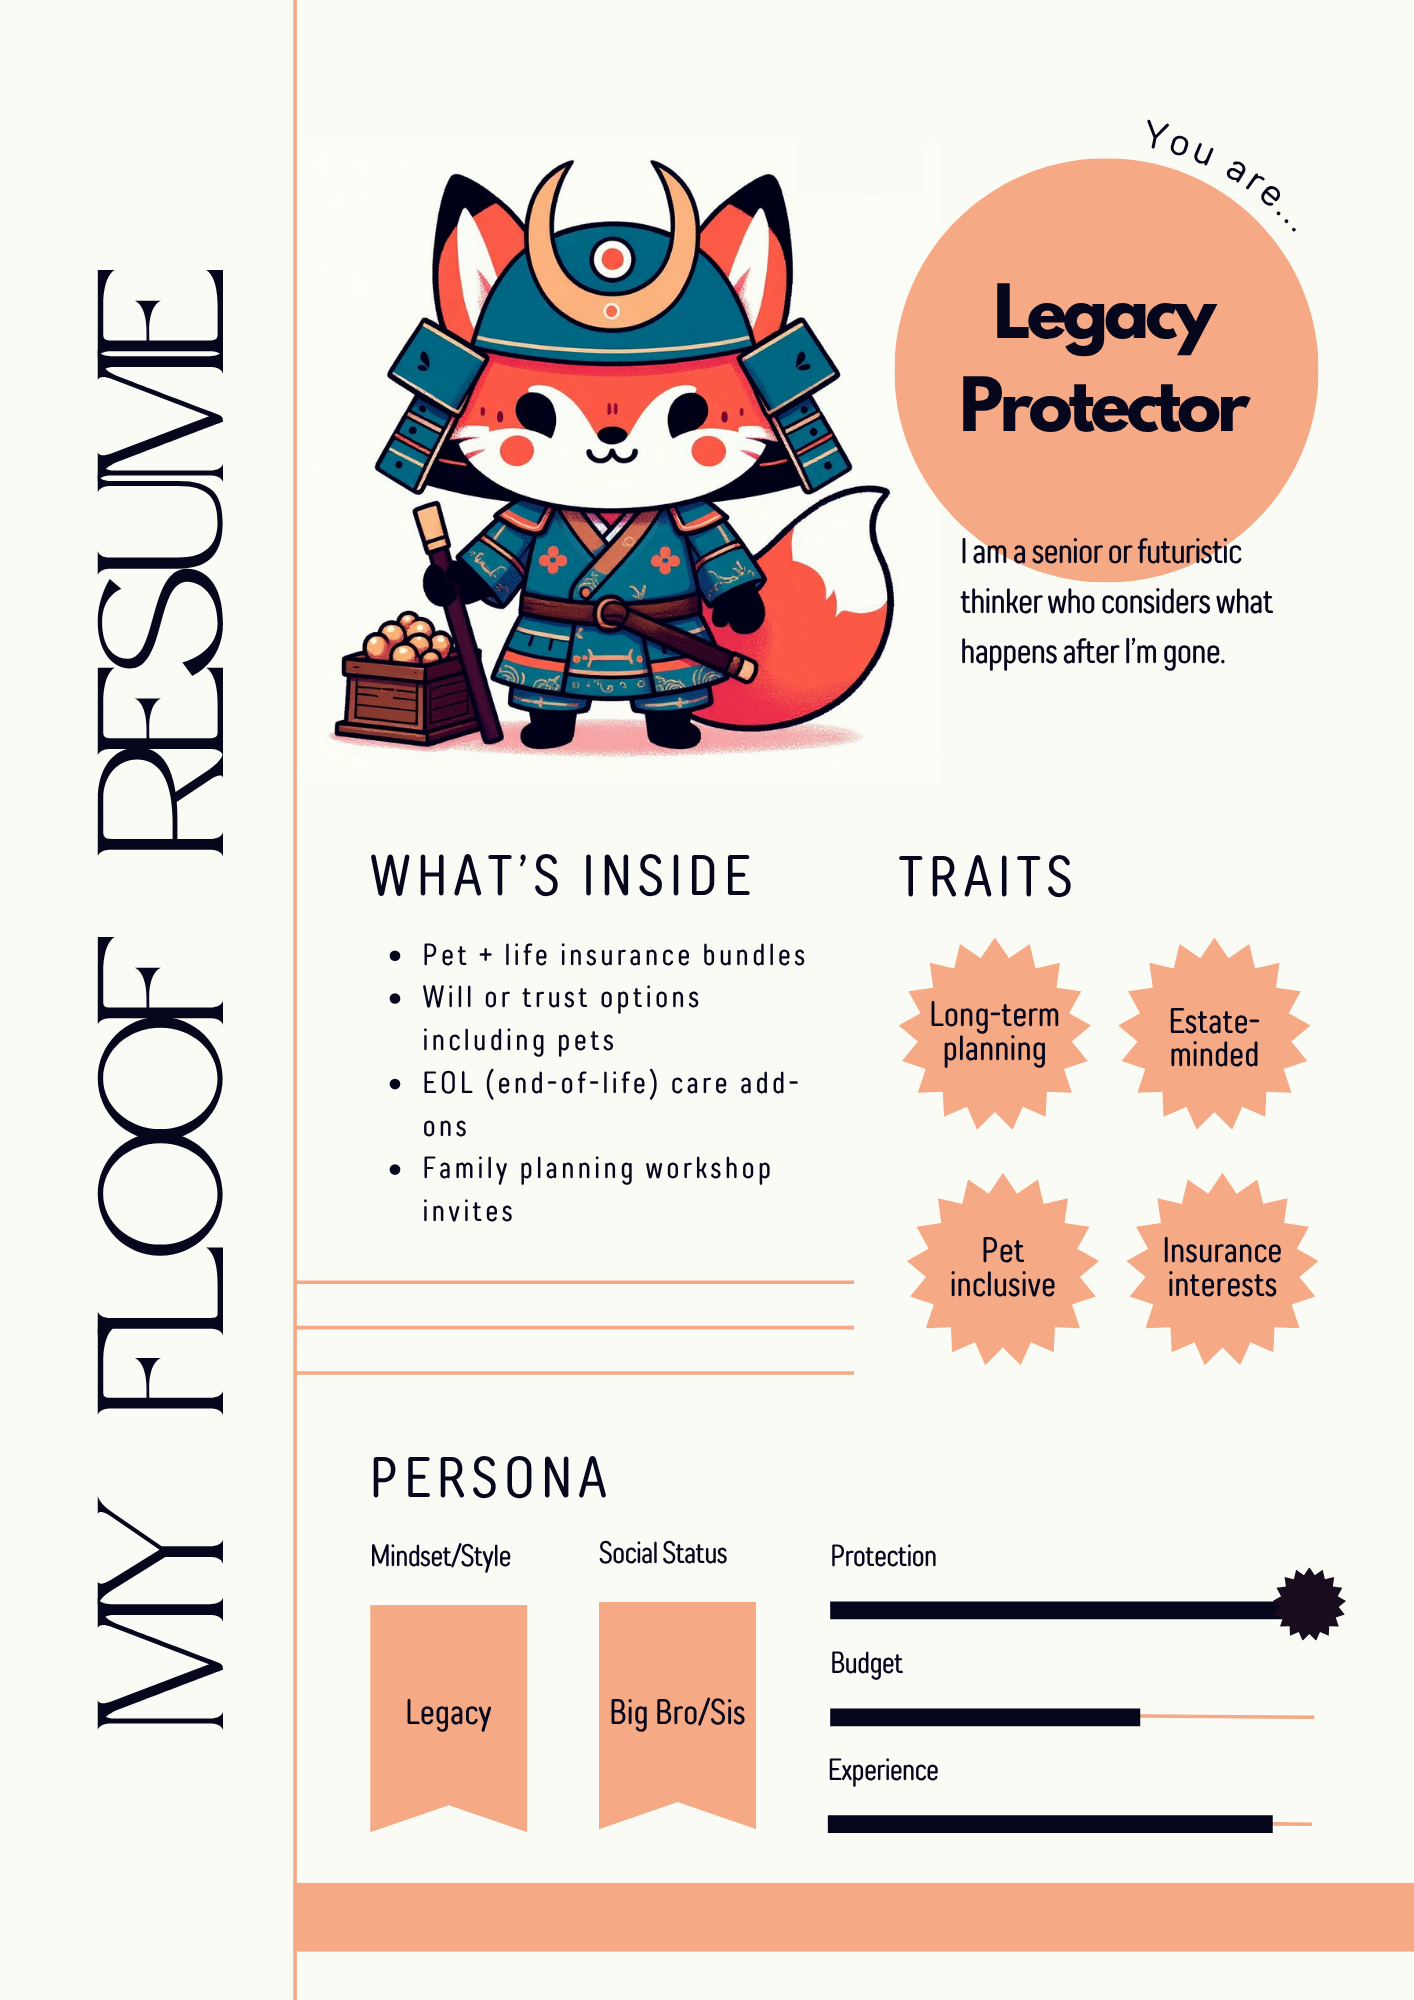 MY FLOOF RESUME
You are...
Legacy
Protector
I am a senior or futuristic
thinker who considers what
happens after I’m gone.
WHAT’S INSIDE
• Pet + life insurance bundles
• Will or trust options
including pets
• EOL (end-of-life) care add-
ons
• Family planning workshop
invites
TRAITS
Long-term
planning
Estate-
minded
Pet
inclusive
Insurance
interests
PERSONA
Mindset/Style
Legacy
Social Status
Big Bro/Sis
Protection
Budget
Experience